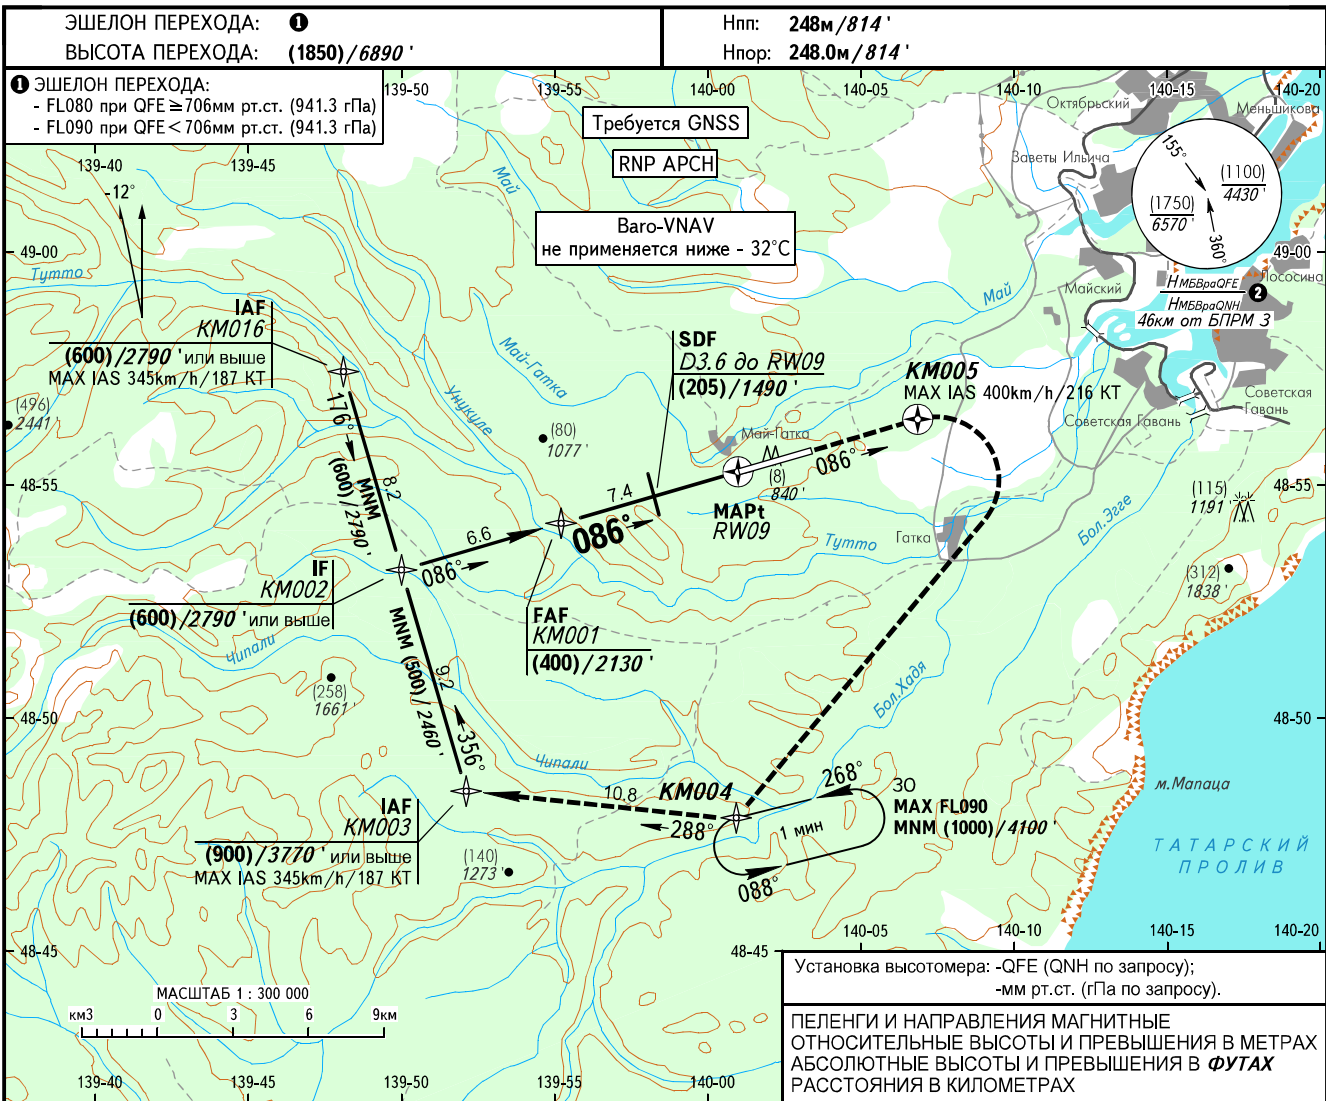 ЭШЕЛОН ПЕРЕХОДА: ❶
ВЫСОТА ПЕРЕХОДА: (1850)/6890 '
Нпп: 248м/814 '
Нпор: 248.0м/814 '
❶ ЭШЕЛОН ПЕРЕХОДА:
- FL080 при QFE ≥706мм рт.ст. (941.3 гПа)
- FL090 при QFE < 706мм рт.ст. (941.3 гПа)
139-50
139-55
140-00
140-05
140-10
140-15
140-20
139-40
139-45
Требуется GNSS
RNP APCH
Baro-VNAV
не применяется ниже - 32°C
Октябрьский
Меньшикова
Заветы Ильича
155°
(1100)
4430 '
(1750)
6570 '
360°
-12°
49-00
49-00
Тутто
Май
Май
Майский
Лососина
НМБВраQFE
НМБВраQNH
❷
46км от БПРМ 3
IAF
KM016
(600)/2790 ' или выше
MAX IAS 345km/h/187 КТ
Май-Гатка
Уникуле
SDF
D3.6 до RW09
(205)/1490 '
KM005
MAX IAS 400km/h/216 КТ
Советская
Гавань
Советская Гавань
(496)
2441 '
176°
8.2
MNM
(600)/2790 '
(80)
1077 '
Май-Гатка
(8)
840 '
086°
48-55
48-55
7.4
086°
MAPt
RW09
(115)
1191 '
Бол.Эгге
Гатка
Тутто
6.6
086°
IF
KM002
(600)/2790 ' или выше
(312)
1838 '
FAF
KM001
(400)/2130 '
Чипали
MNM (500)/2460 '
9.2
356°
(258)
1661 '
Бол.Хадя
48-50
48-50
Чипали
10.8
288°
KM004
268°
1 мин
088°
ЗО
MAX FL090
MNM (1000)/4100 '
м.Мапаца
ТАТАРСКИЙ
ПРОЛИВ
IAF
KM003
(900)/3770 ' или выше
MAX IAS 345km/h/187 КТ
(140)
1273 '
48-45
48-45
140-05
140-10
140-15
140-20
МАСШТАБ 1 : 300 000
км3 0 3 6 9км
Установка высотомера: -QFE (QNH по запросу);
-мм рт.ст. (гПа по запросу).
ПЕЛЕНГИ И НАПРАВЛЕНИЯ МАГНИТНЫЕ
ОТНОСИТЕЛЬНЫЕ ВЫСОТЫ И ПРЕВЫШЕНИЯ В МЕТРАХ
АБСОЛЮТНЫЕ ВЫСОТЫ И ПРЕВЫШЕНИЯ В ФУТАХ
РАССТОЯНИЯ В КИЛОМЕТРАХ
139-40
139-45
139-50
139-55
140-00